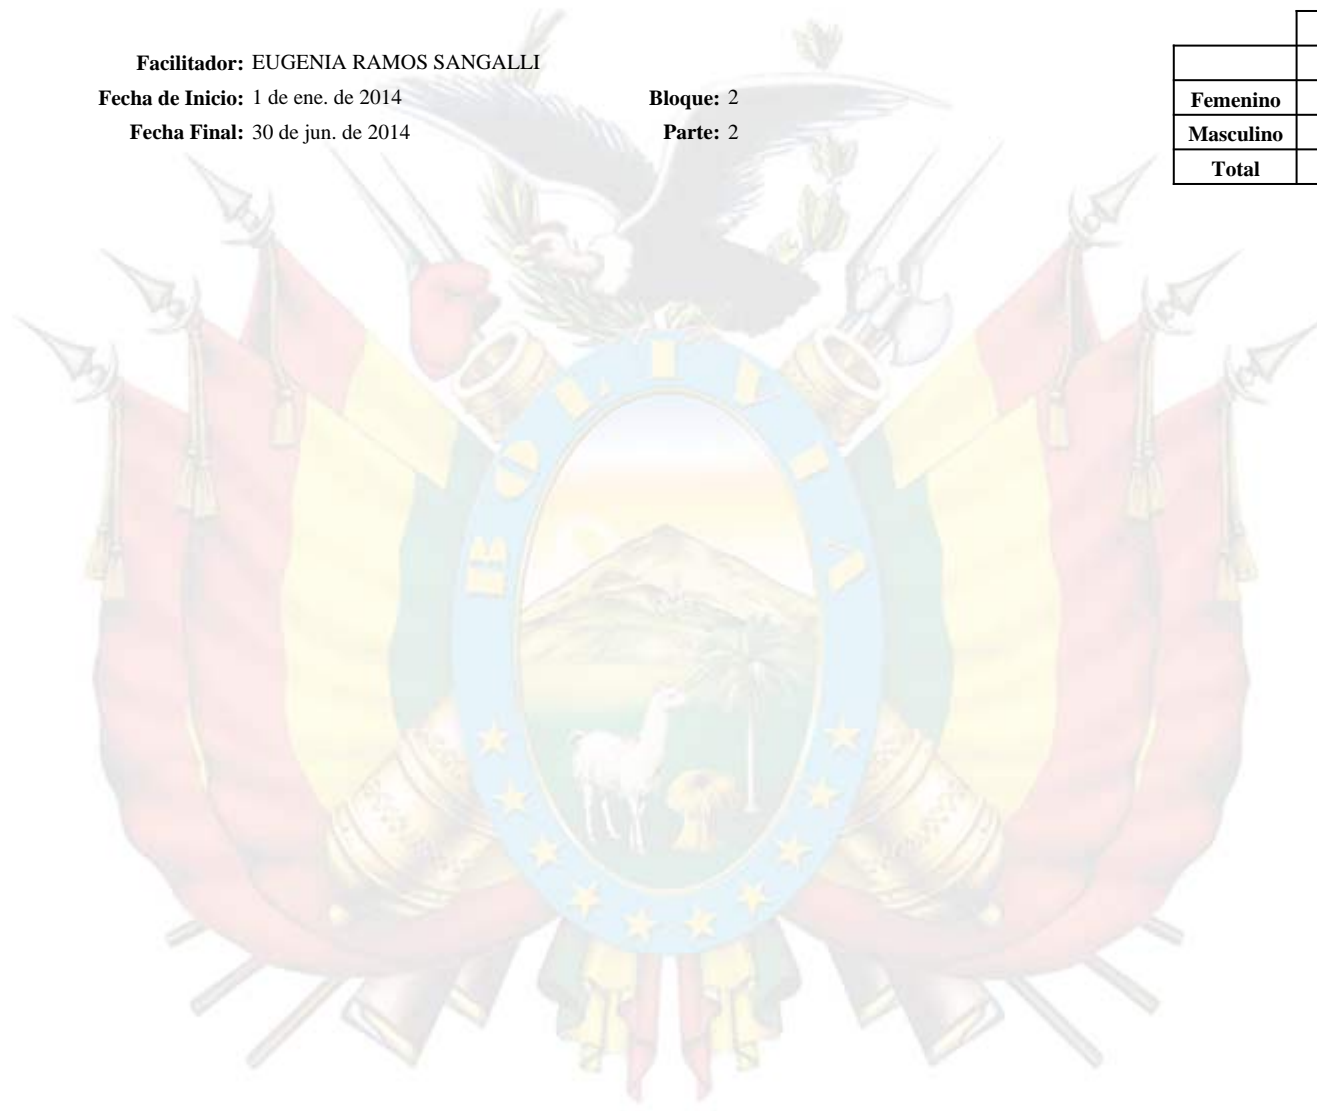 Facilitador: EUGENIA RAMOS SANGALLI
Fecha de Inicio: 1 de ene. de 2014 Bloque: 2
Fecha Final: 30 de jun. de 2014 Parte: 2
Femenino
Masculino
Total
BOLIVIA